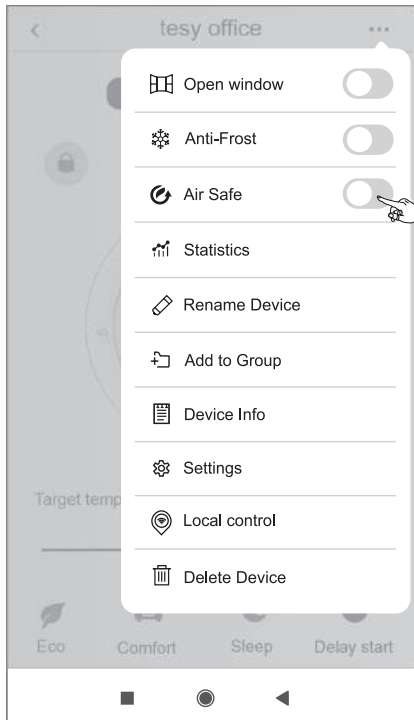 tesy office
Open window
Anti-Frost
Air Safe
Statistics
Rename Device
Add to Group
Device Info
Settings
Local control
Delete Device
5
Target temp
Eco Comfort Sleep Delay start